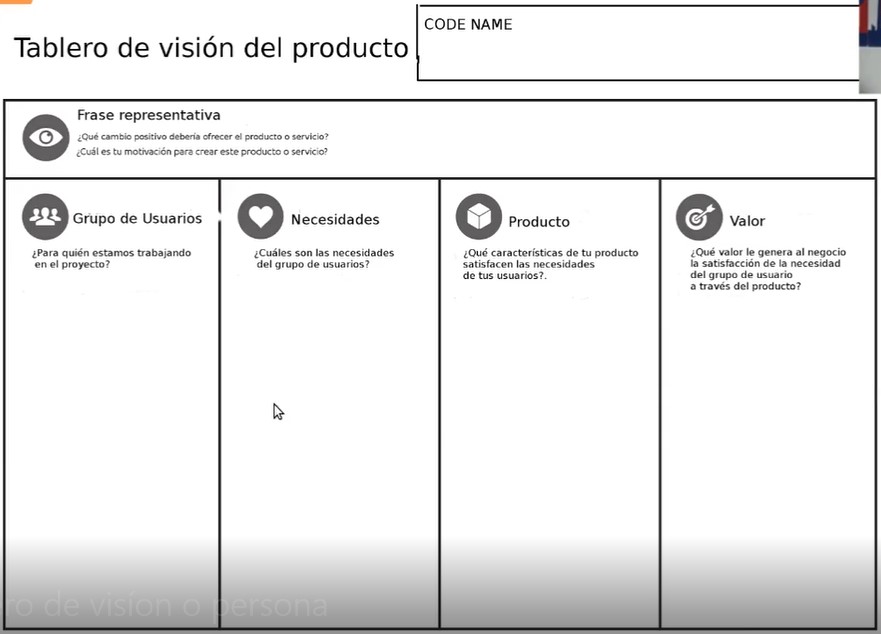 CODE NAME
Tablero de visión del producto
Frase representativa
¿Qué cambio positivo debería ofrecer el producto o servicio?
¿Cuál es tu motivación para crear este producto o servicio?
Grupo de Usuarios
¿Para quién estamos trabajando
en el proyecto?
Necesidades
¿Cuáles son las necesidades
del grupo de usuarios?
Producto
¿Qué características de tu producto
satisfacen las necesidades
de tus usuarios?.
Valor
¿Qué valor le genera al negocio
la satisfacción de la necesidad
del grupo de usuario
a través del producto?
ro de vision o persona